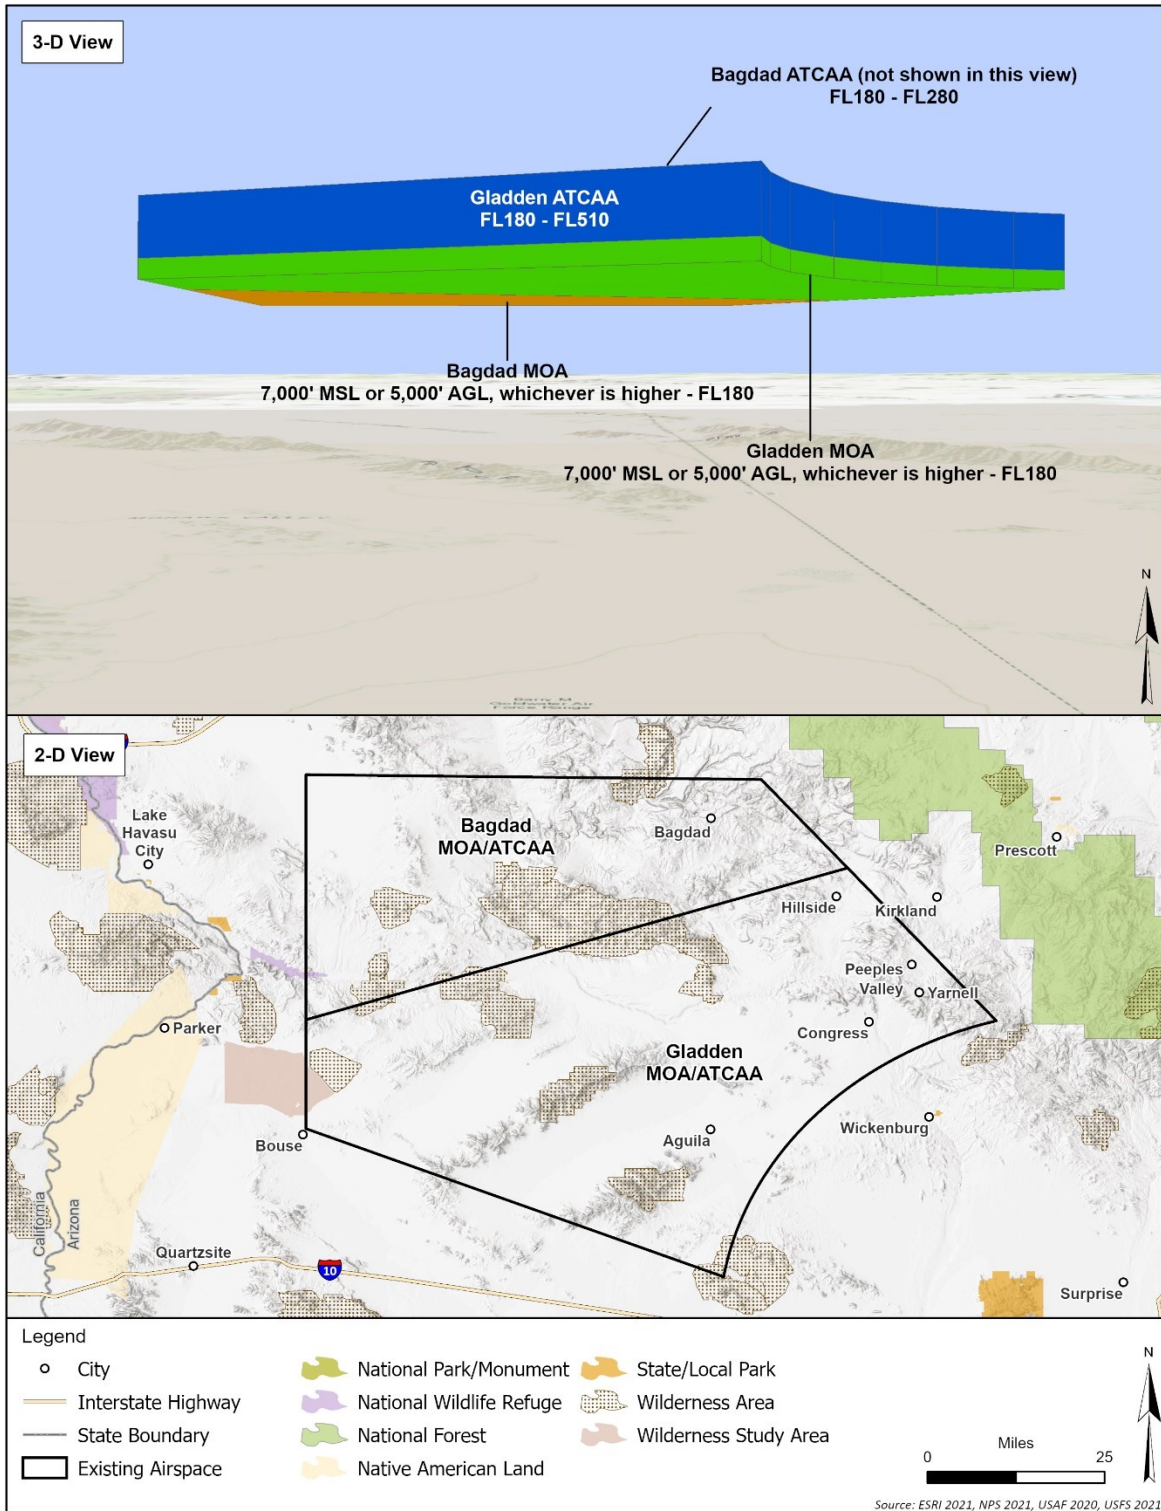 3-D View
Bagdad ATCAA (not shown in this view)
FL180 - FL280
Gladden ATCAA
FL180 - FL510
Bagdad MOA
7,000' MSL or 5,000' AGL, whichever is higher - FL180
Gladden MOA
7,000' MSL or 5,000' AGL, whichever is higher - FL180
N
Barry M.
Goldwater Air
Force Range
2-D View
Lake
Havasu
City
Bagdad
MOA/ATCAA
Bagdad
Prescott
Hillside
Kirkland
Peeples
Valley
Yarnell
Parker
Congress
Gladden
MOA/ATCAA
Bouse
Aguila
Wickenburg
California
Arizona
Quartzsite
10
Surprise
Legend
City
Interstate Highway
State Boundary
Existing Airspace
National Park/Monument
National Wildlife Refuge
National Forest
Native American Land
State/Local Park
Wilderness Area
Wilderness Study Area
N
Miles
0 25
Source: ESRI 2021, NPS 2021, USAF 2020, USFS 2021